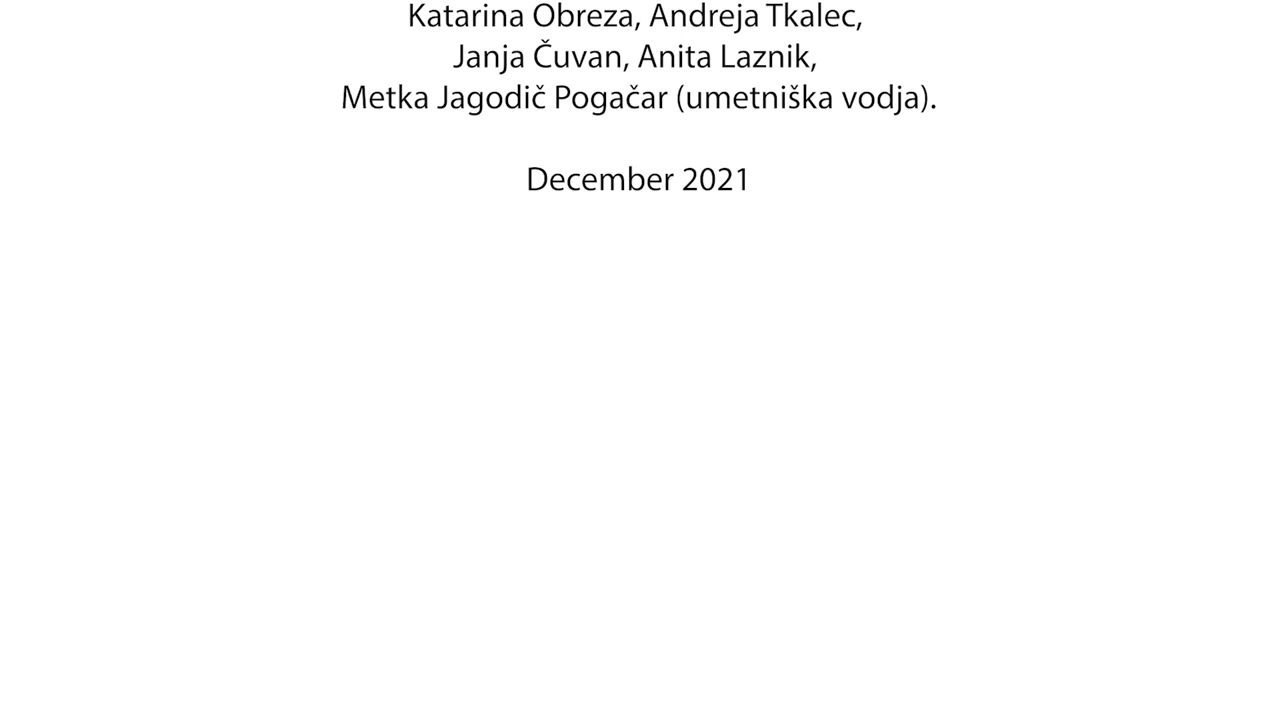 Katarina Obreza, Andreja Tkalec,
Janja Čuvan, Anita Laznik,
Metka Jagodič Pogačar (umetniška vodja).
December 2021